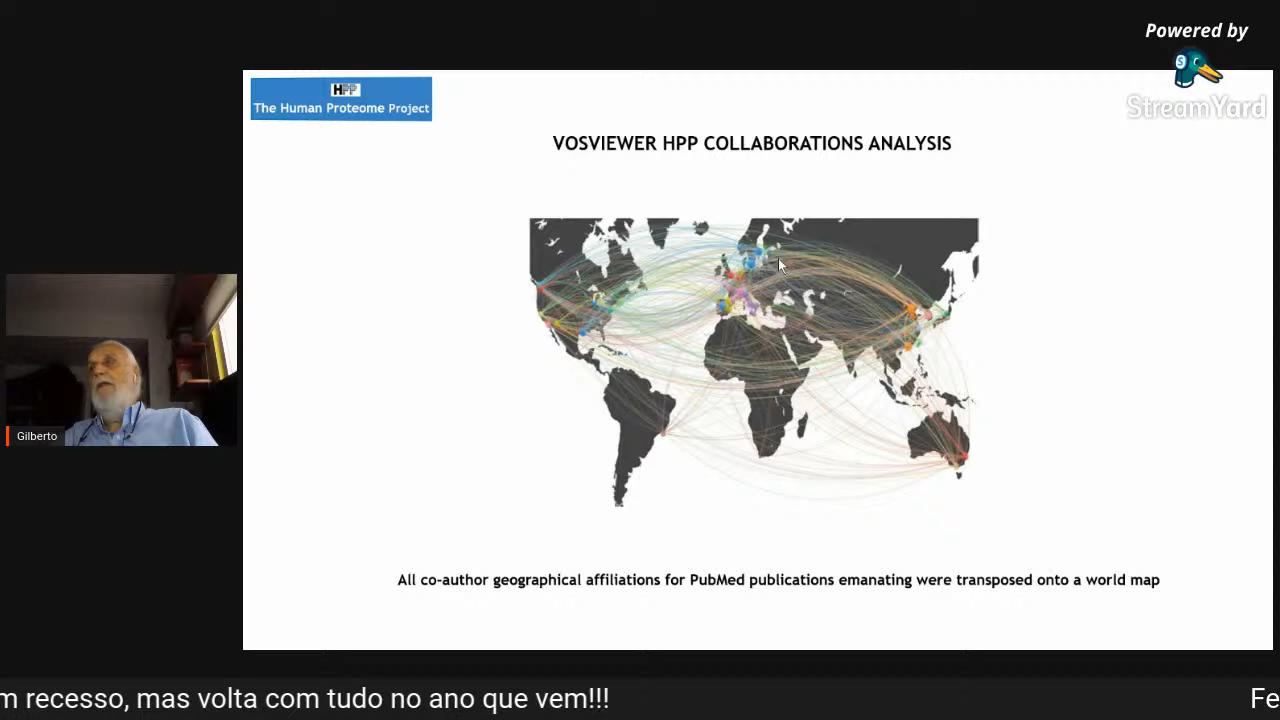 Powered by
StreamYard
HPP
The Human Proteome Project
VOSVIEWER HPP COLLABORATIONS ANALYSIS
Gilberto
All co-author geographical affiliations for PubMed publications emanating were transposed onto a world map
m recesso, mas volta com tudo no ano que vem!!!
Fe